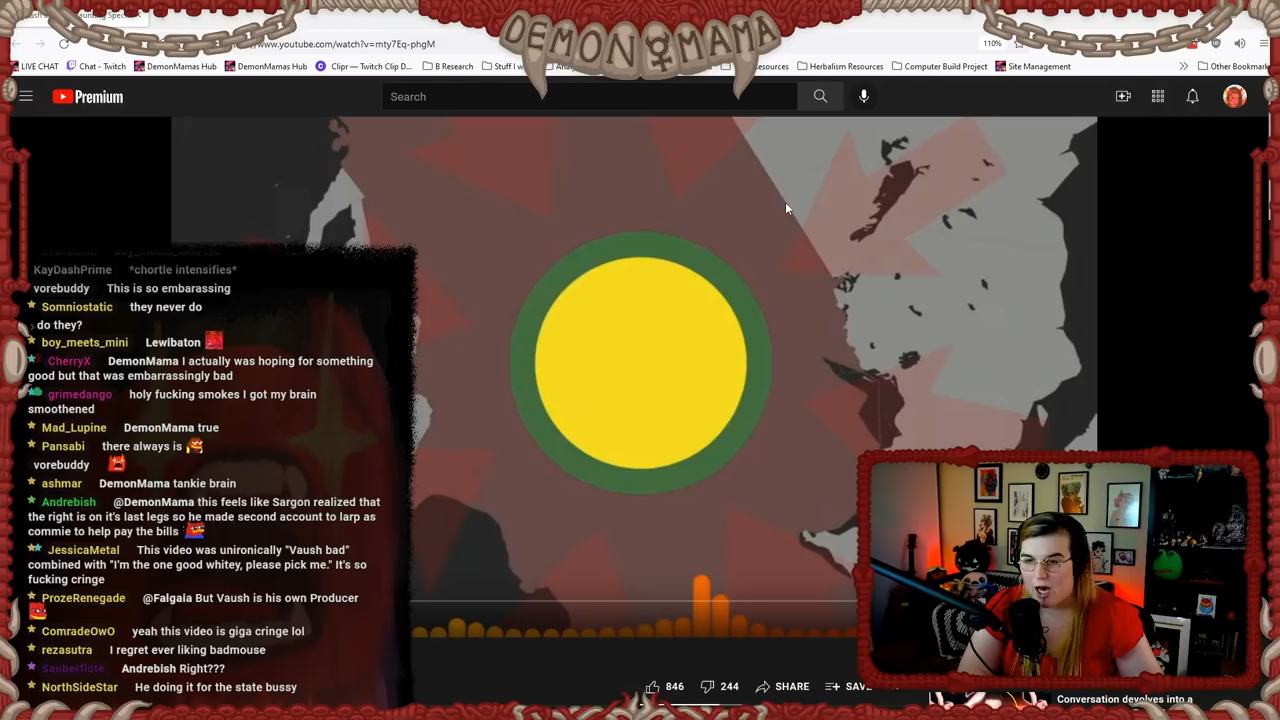 DEMON MAMA
www.youtube.com/watch?v=mty7Eq-phgM
110%
LIVE CHAT
Chat - Twitch
DemonMamas Hub
DemonMamas Hub
Clipr — Twitch Clip D...
B Research
Stuff I
Resources
Herbalism Resources
Computer Build Project
Site Management
Other Bookmark
Premium
Search
KayDashPrime *chortle intensifies*
vorebuddy This is so embarassing
Somniostatic they never do
do they?
boy_meets_mini Lewibaton
CherryX DemonMama I actually was hoping for something
good but that was embarrassingly bad
grimedango holy fucking smokes I got my brain
smoothened
Mad_Lupine DemonMama true
Pansabi there always is
vorebuddy
ashmar DemonMama tankie brain
Andrebish @DemonMama this feels like Sargon realized that
the right is on it's last legs so he made second account to larp as
commie to help pay the bills
JessicaMetal This video was unironically "Vaush bad"
combined with "I'm the one good whitey, please pick me." It's so
fucking cringe
ProzeRenegade @Falgaia But Vaush is his own Producer
ComradeOwO yeah this video is giga cringe lol
rezasutra I regret ever liking badmouse
Sauberfiqte Andrebish Right???
NorthSideStar He doing it for the state bussy
846
244
SHARE
SAVE
Conversation devolves into a